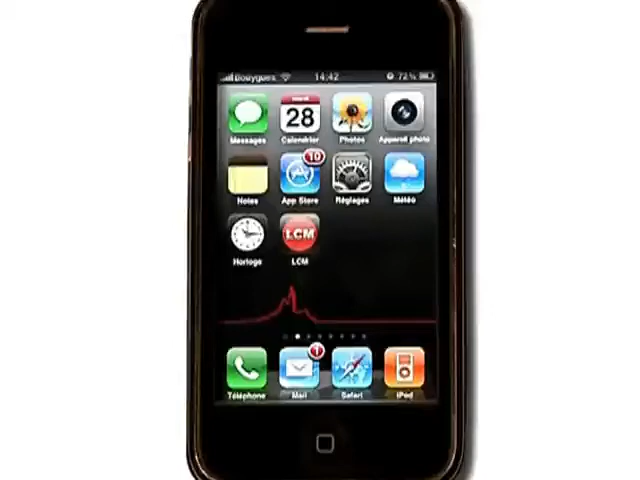 Bouygues 14:42 72 %
28
Messages Calendrier Photos Appareil photo
10
Notes App Store Réglages Météo
LCM
Horloge LCM
1
Téléphone Mail Safari iPod